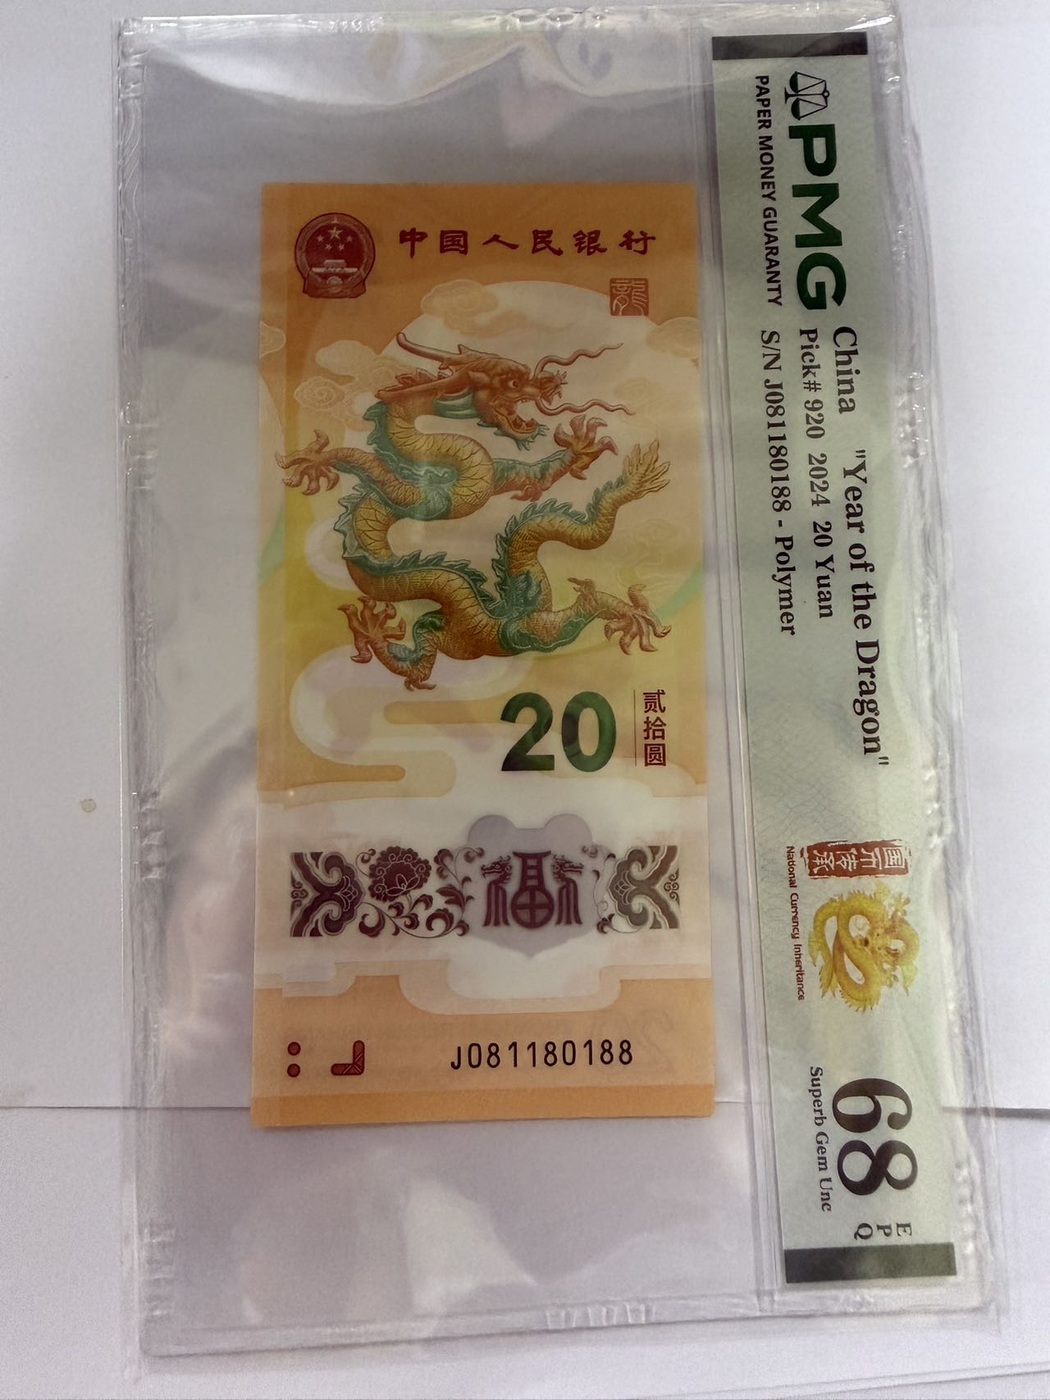 中国人民银行
龍
20
贰拾圆
福
J081180188
PMG
PAPER MONEY GUARANTY
China "Year of the Dragon"
Pick# 920 2024 20 Yuan
S/N J081180188 - Polymer
国币传承
National Currency Inheritance
68
EPQ
Superb Gem Unc